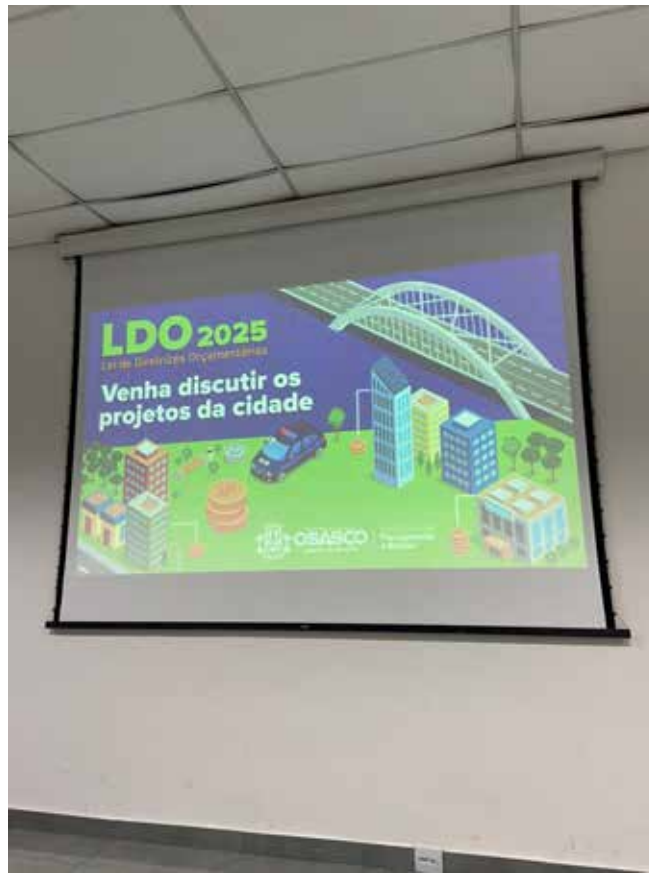 LDO 2025
Lei de Diretrizes Orçamentárias
Venha discutir os
projetos da cidade
OSASCO